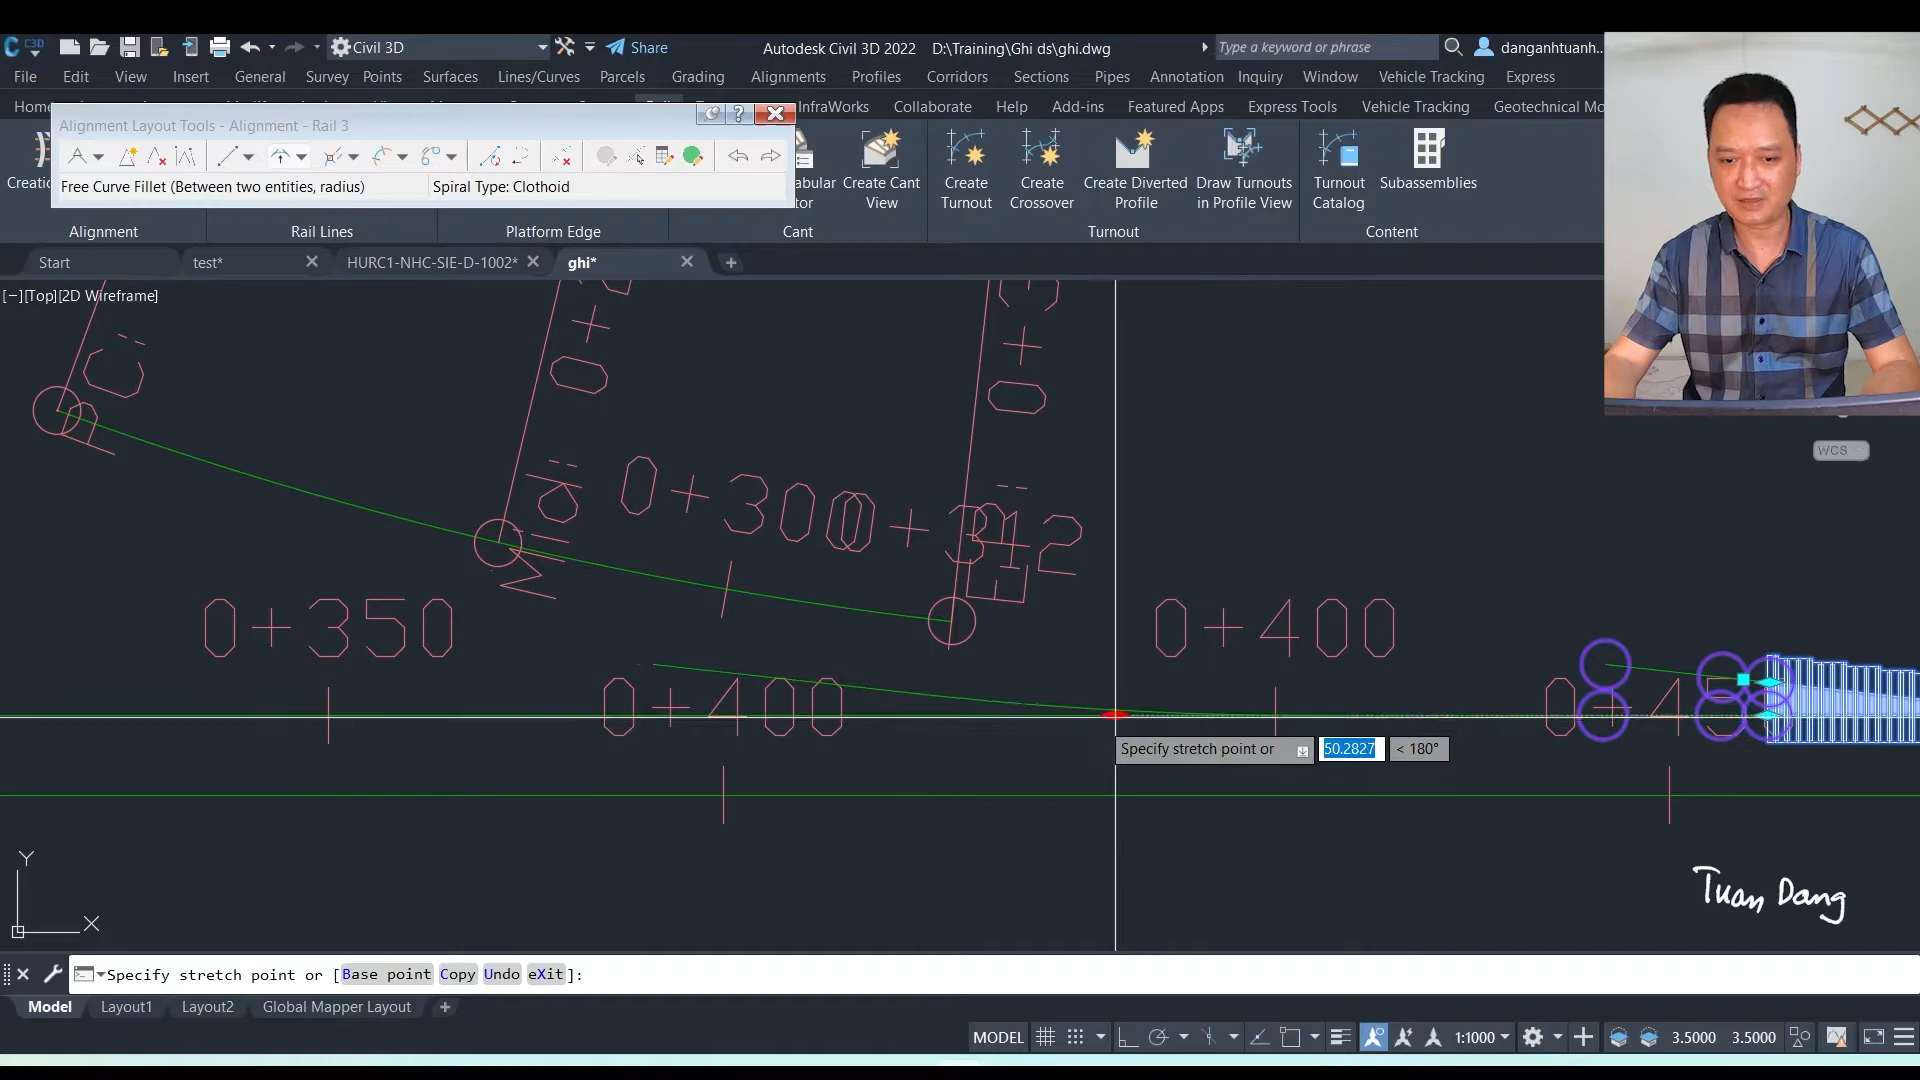 Civil 3D
Share
Autodesk Civil 3D 2022 D:\Training\Ghi ds\ghi.dwg
Type a keyword or phrase
danganhtuanh...
File Edit View Insert General Survey Points Surfaces Lines/Curves Parcels Grading Alignments Profiles Corridors Sections Pipes Annotation Inquiry Window Vehicle Tracking Express
InfraWorks Collaborate Help Add-ins Featured Apps Express Tools Vehicle Tracking Geotechnical Mo
Alignment Layout Tools - Alignment - Rail 3
Free Curve Fillet (Between two entities, radius) Spiral Type: Clothoid
Create Cant View
Create Turnout
Create Crossover
Create Diverted Profile
Draw Turnouts in Profile View
Turnout Catalog
Subassemblies
Alignment Rail Lines Platform Edge Cant Turnout Content
Start test* HURC1-NHC-SIE-D-1002* ghi*
[−][Top][2D Wireframe]
WCS
0+300
0+312
0+350
0+400
0+400
Specify stretch point or 50.2827 < 180°
Y
X
Tuan Dang
Specify stretch point or [Base point Copy Undo eXit]:
Model Layout1 Layout2 Global Mapper Layout
MODEL 1:1000 3.5000 3.5000